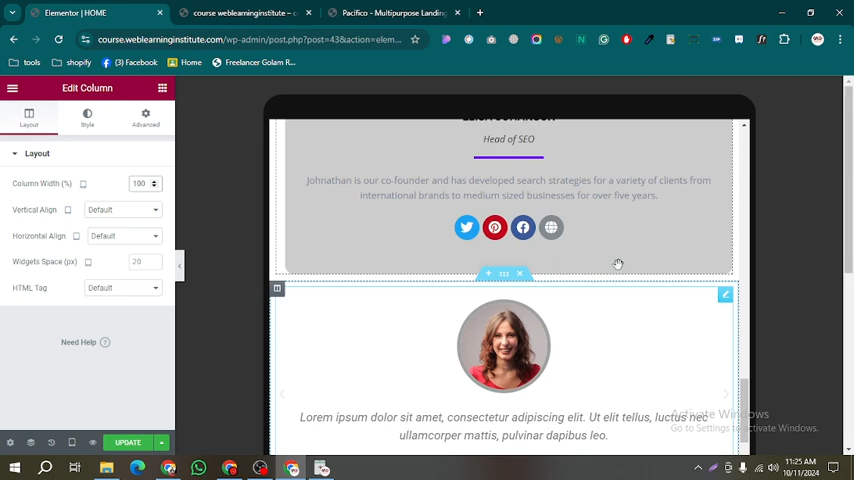 Elementor | HOME
course weblearninginstitute – c
Pacifico - Multipurpose Landing
course.weblearninginstitute.com/wp-admin/post.php?post=43&action=elem...
tools
shopify
(3) Facebook
Home
Freelancer Golam R...
Edit Column
Layout
Style
Advanced
Layout
Column Width (%)
100
Vertical Align
Default
Horizontal Align
Default
Widgets Space (px)
20
HTML Tag
Default
Need Help ?
UPDATE
Head of SEO
Johnathan is our co-founder and has developed search strategies for a variety of clients from
international brands to medium sized businesses for over five years.
Lorem ipsum dolor sit amet, consectetur adipiscing elit. Ut elit tellus, luctus nec
ullamcorper mattis, pulvinar dapibus leo.
Activate Windows
Go to Settings to activate Windows.
11:25 AM
10/11/2024